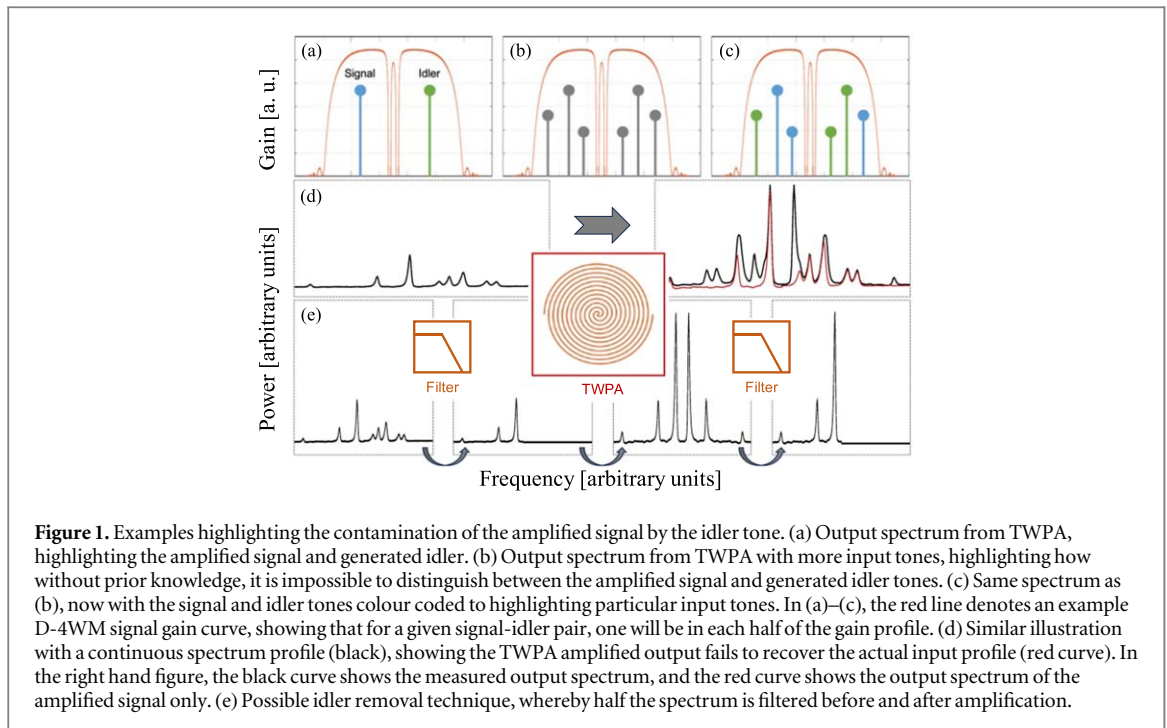 (a)
(b)
(c)
Signal
Idler
Gain [a. u.]
(d)
Power [arbitrary units]
(e)
Filter
TWPA
Filter
Frequency [arbitrary units]
Figure 1. Examples highlighting the contamination of the amplified signal by the idler tone. (a) Output spectrum from TWPA,
highlighting the amplified signal and generated idler. (b) Output spectrum from TWPA with more input tones, highlighting how
without prior knowledge, it is impossible to distinguish between the amplified signal and generated idler tones. (c) Same spectrum as
(b), now with the signal and idler tones colour coded to highlighting particular input tones. In (a)–(c), the red line denotes an example
D-4WM signal gain curve, showing that for a given signal-idler pair, one will be in each half of the gain profile. (d) Similar illustration
with a continuous spectrum profile (black), showing the TWPA amplified output fails to recover the actual input profile (red curve). In
the right hand figure, the black curve shows the measured output spectrum, and the red curve shows the output spectrum of the
amplified signal only. (e) Possible idler removal technique, whereby half the spectrum is filtered before and after amplification.